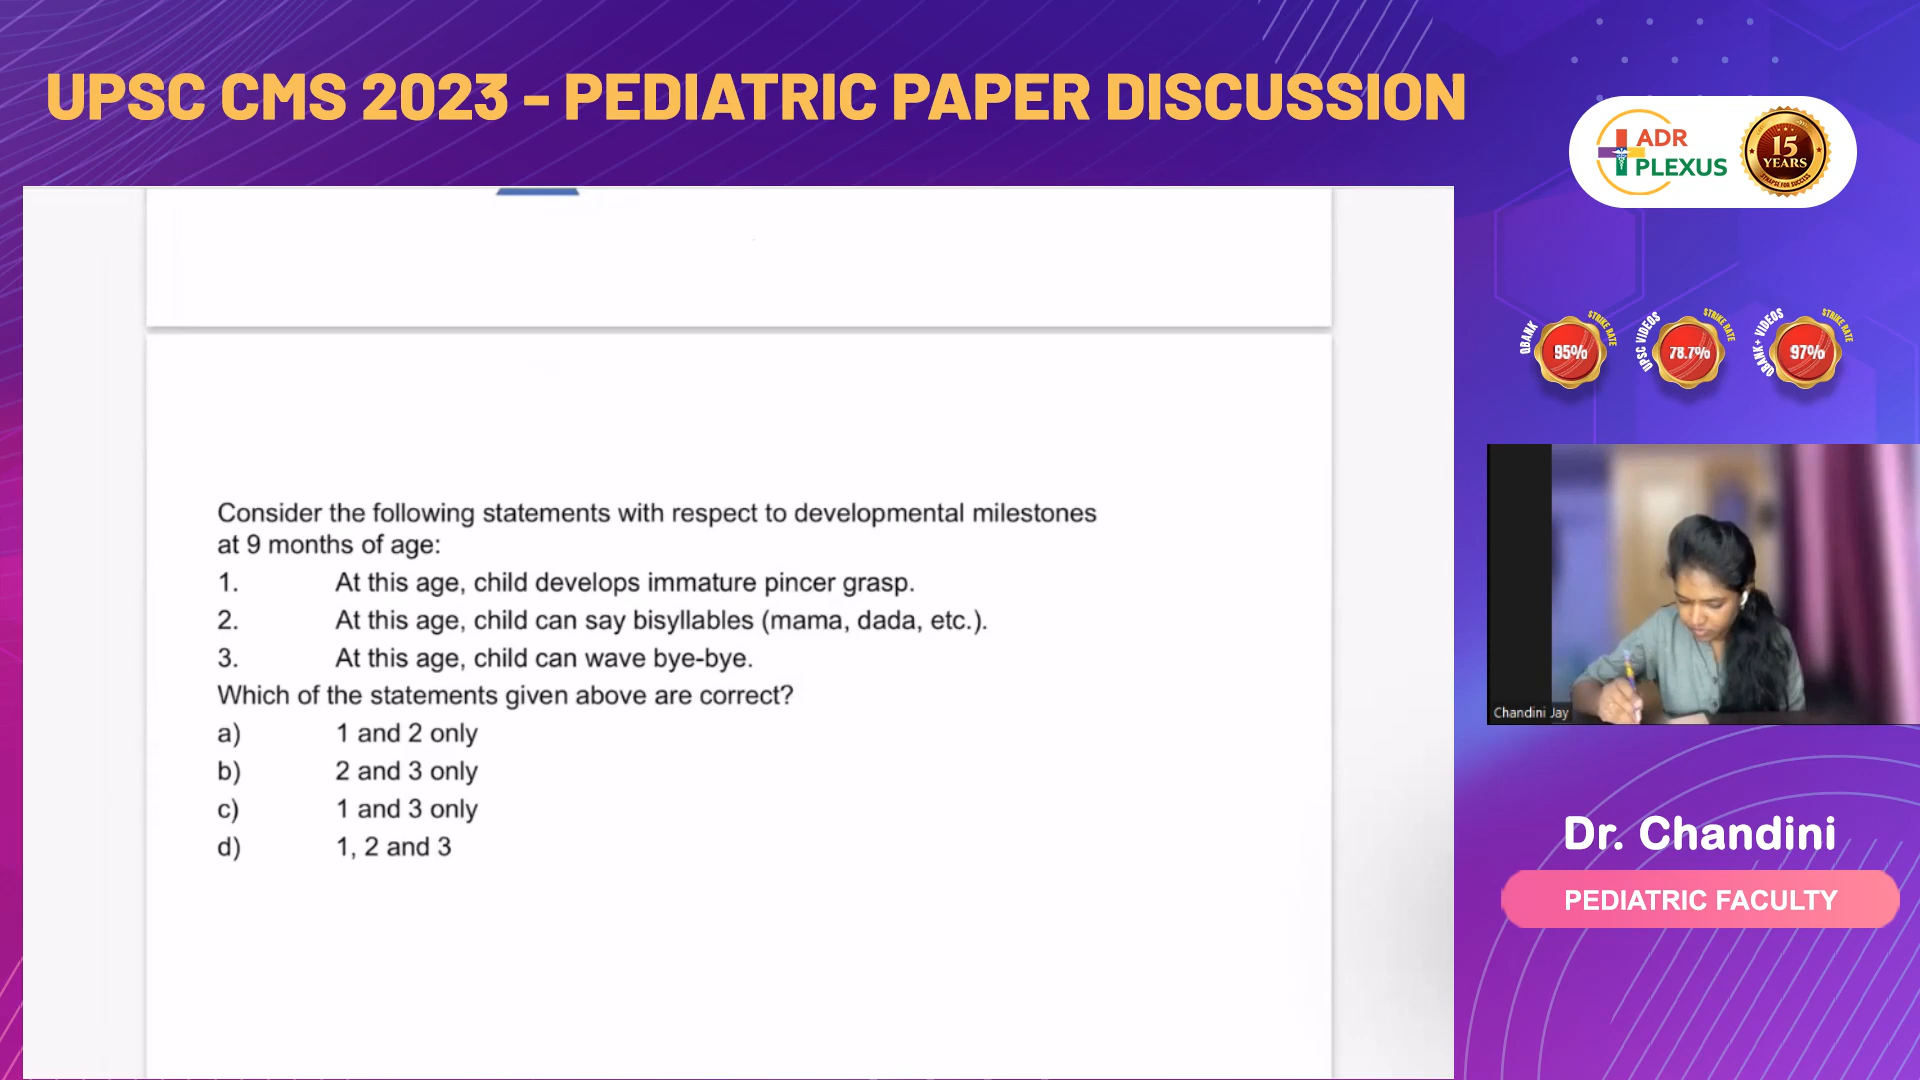 UPSC CMS 2023 - PEDIATRIC PAPER DISCUSSION
ADR
PLEXUS
15
YEARS
QBANK
STRIKE RATE
95%
UPSC VIDEOS
STRIKE RATE
78.7%
QBANK+ VIDEOS
STRIKE RATE
97%
Consider the following statements with respect to developmental milestones
at 9 months of age:
1. At this age, child develops immature pincer grasp.
2. At this age, child can say bisyllables (mama, dada, etc.).
3. At this age, child can wave bye-bye.
Which of the statements given above are correct?
a) 1 and 2 only
b) 2 and 3 only
c) 1 and 3 only
d) 1, 2 and 3
Chandini Jay
Dr. Chandini
PEDIATRIC FACULTY